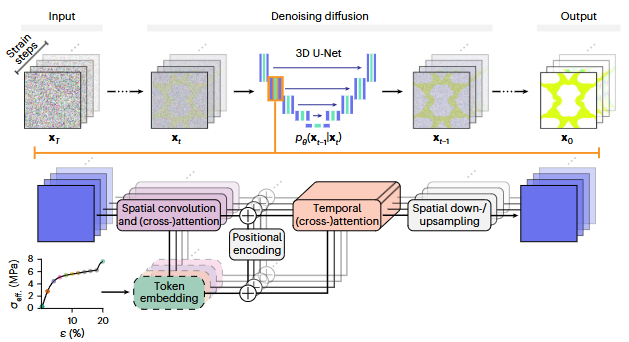 Input
Denoising diffusion
Output
Strain
steps
3D U-Net
x_T
x_t
p_θ(x_{t−1}|x_t)
x_{t−1}
x_0
Spatial convolution
and (cross-)attention
Temporal
(cross-)attention
Spatial down-/
upsampling
Positional
encoding
Token
embedding
σ_eff. (MPa)
8
6
4
2
0
10
20
ε (%)